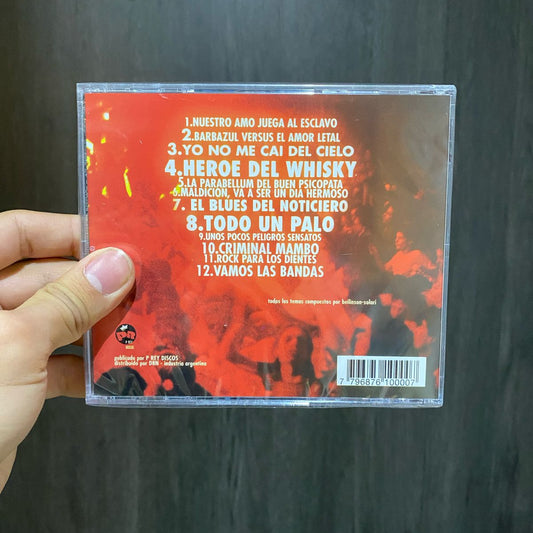 1.NUESTRO AMO JUEGA AL ESCLAVO
2.BARBAZUL VERSUS EL AMOR LETAL
3.YO NO ME CAI DEL CIELO
4.HEROE DEL WHISKY
5.LA PARABELLUM DEL BUEN PSICOPATA
6.MALDICION, VA A SER UN DIA HERMOSO
7. EL BLUES DEL NOTICIERO
8.TODO UN PALO
9.UNOS POCOS PELIGROS SENSATOS
10.CRIMINAL MAMBO
11.ROCK PARA LOS DIENTES
12.VAMOS LAS BANDAS
todos los temas compuestos por beilinson-solari
publicado por P REY DISCOS
distribuido por DBN - industria argentina
7 796876 100007